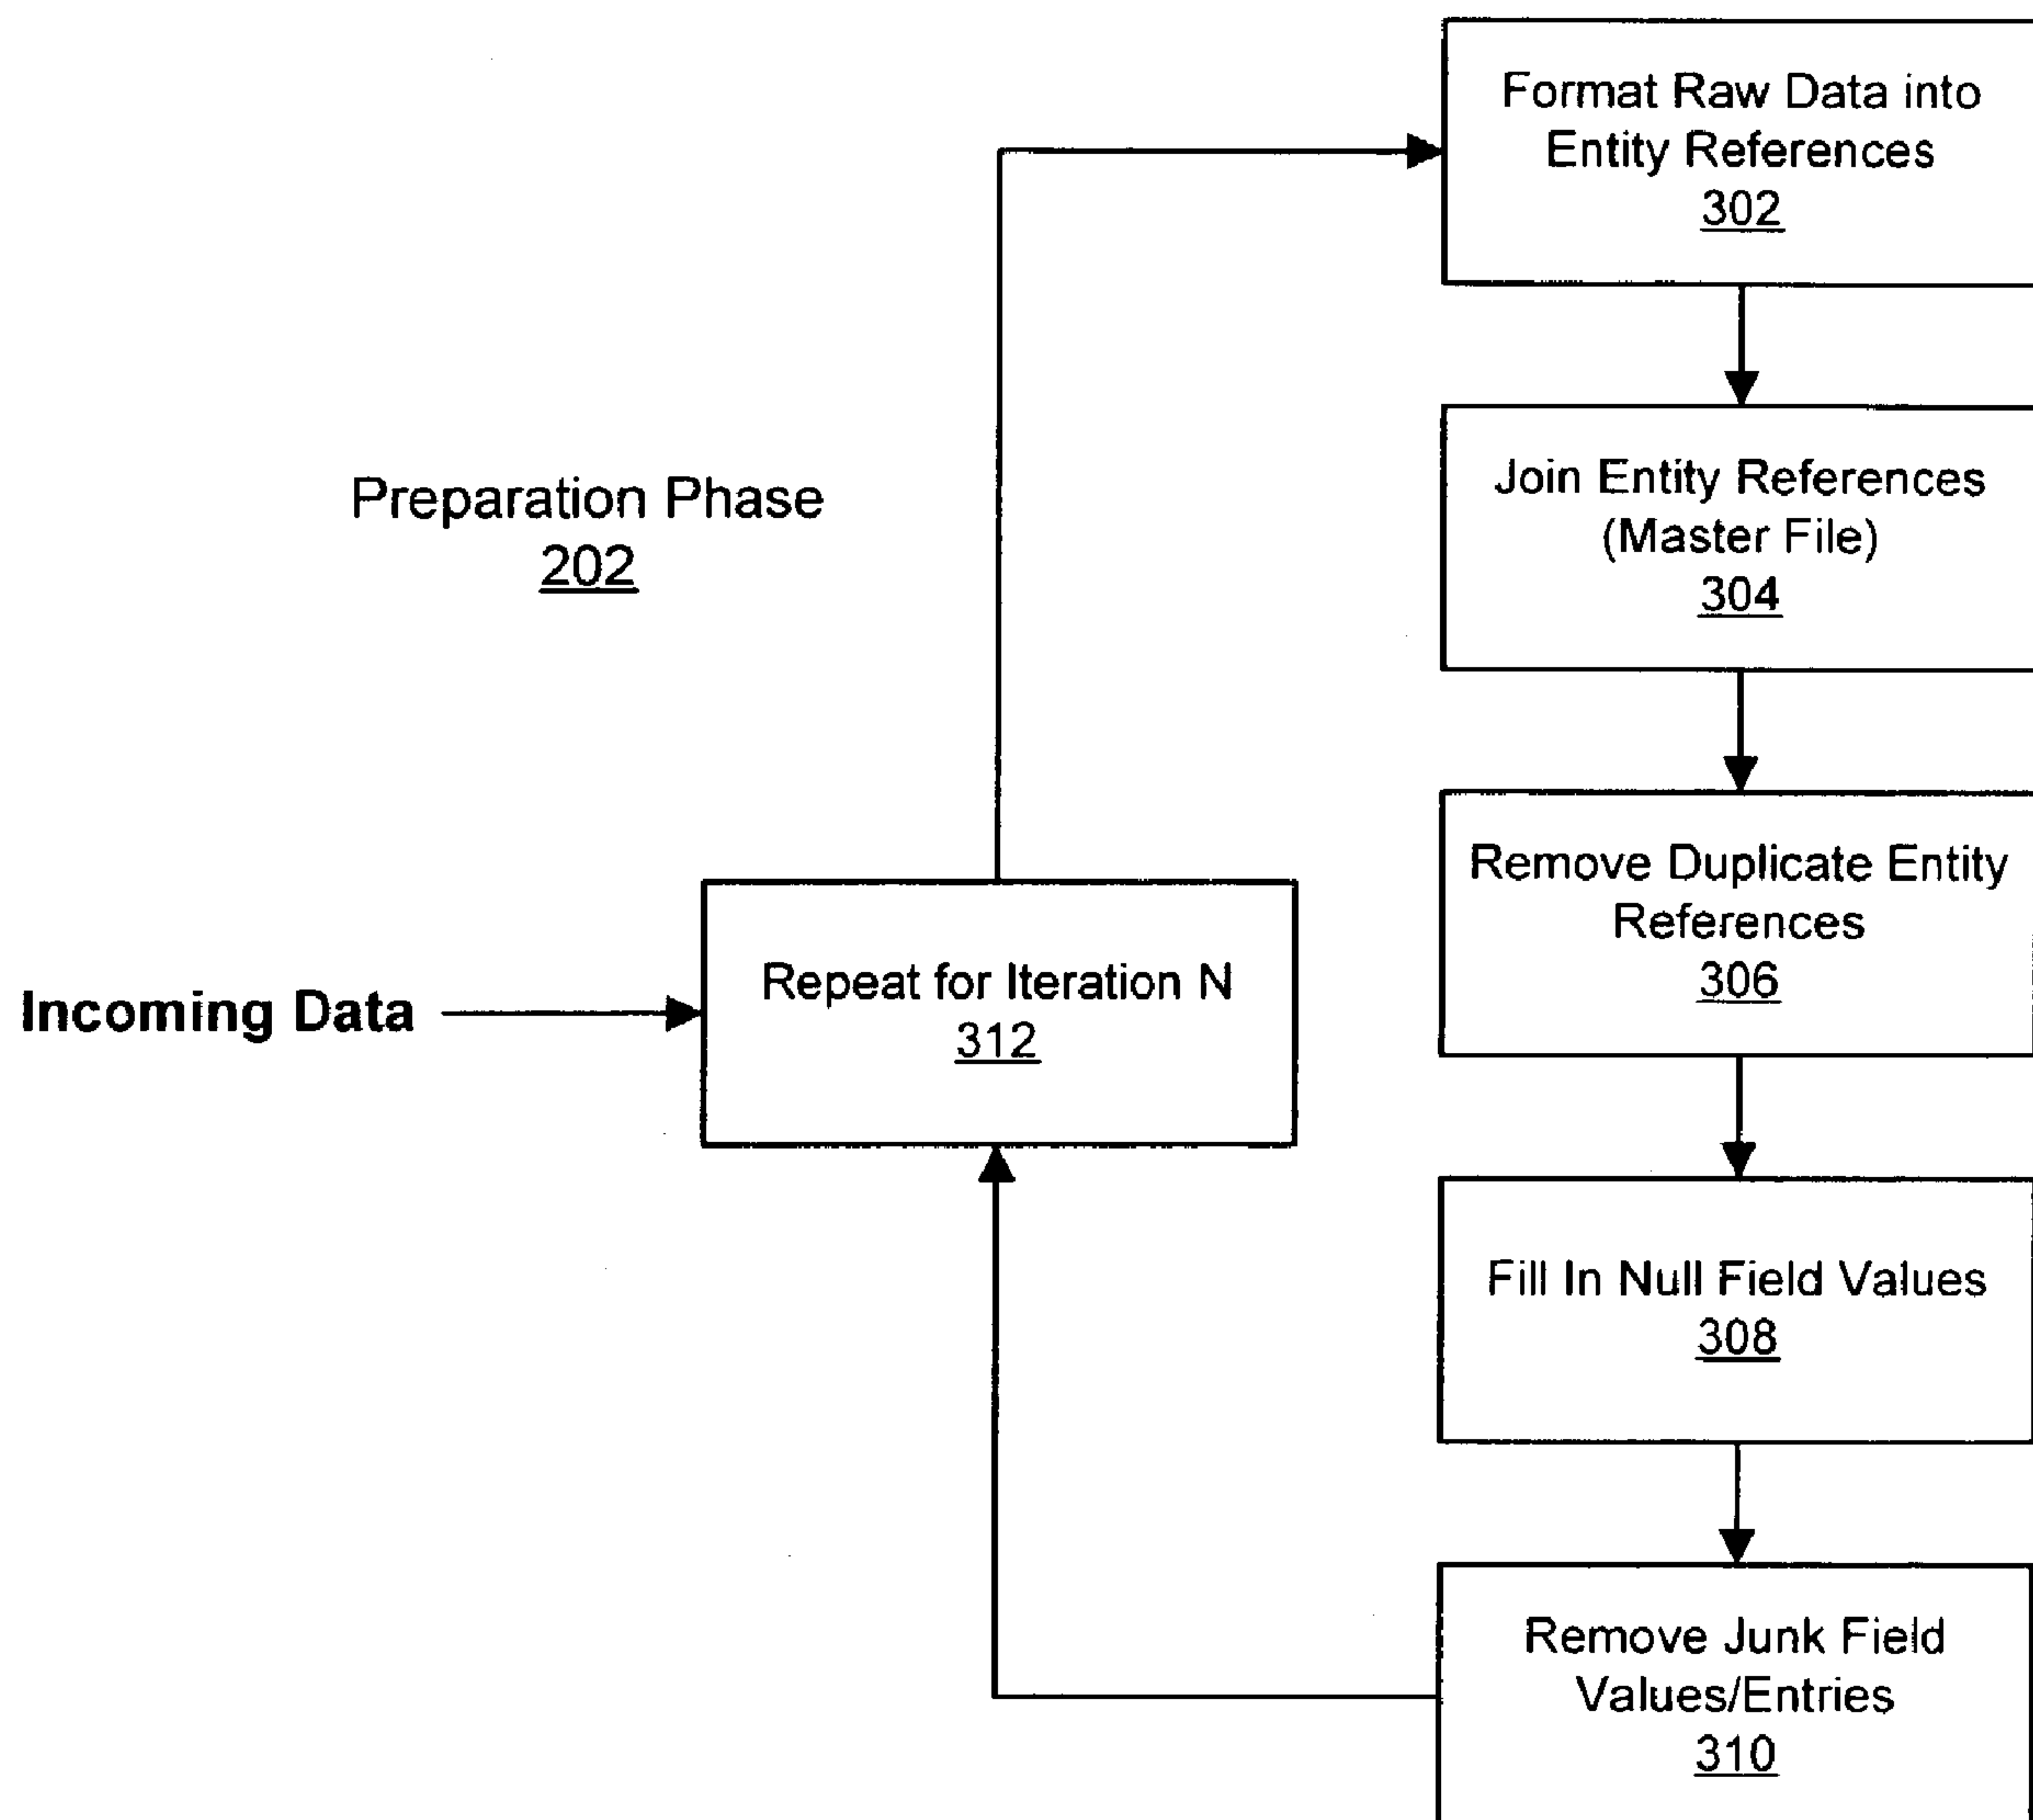 Format Raw Data into
Entity References
302
Join Entity References
(Master File)
304
Preparation Phase
202
Remove Duplicate Entity
References
306
Repeat for Iteration N
312
Incoming Data
Fill In Null Field Values
308
Remove Junk Field
Values/Entries
310